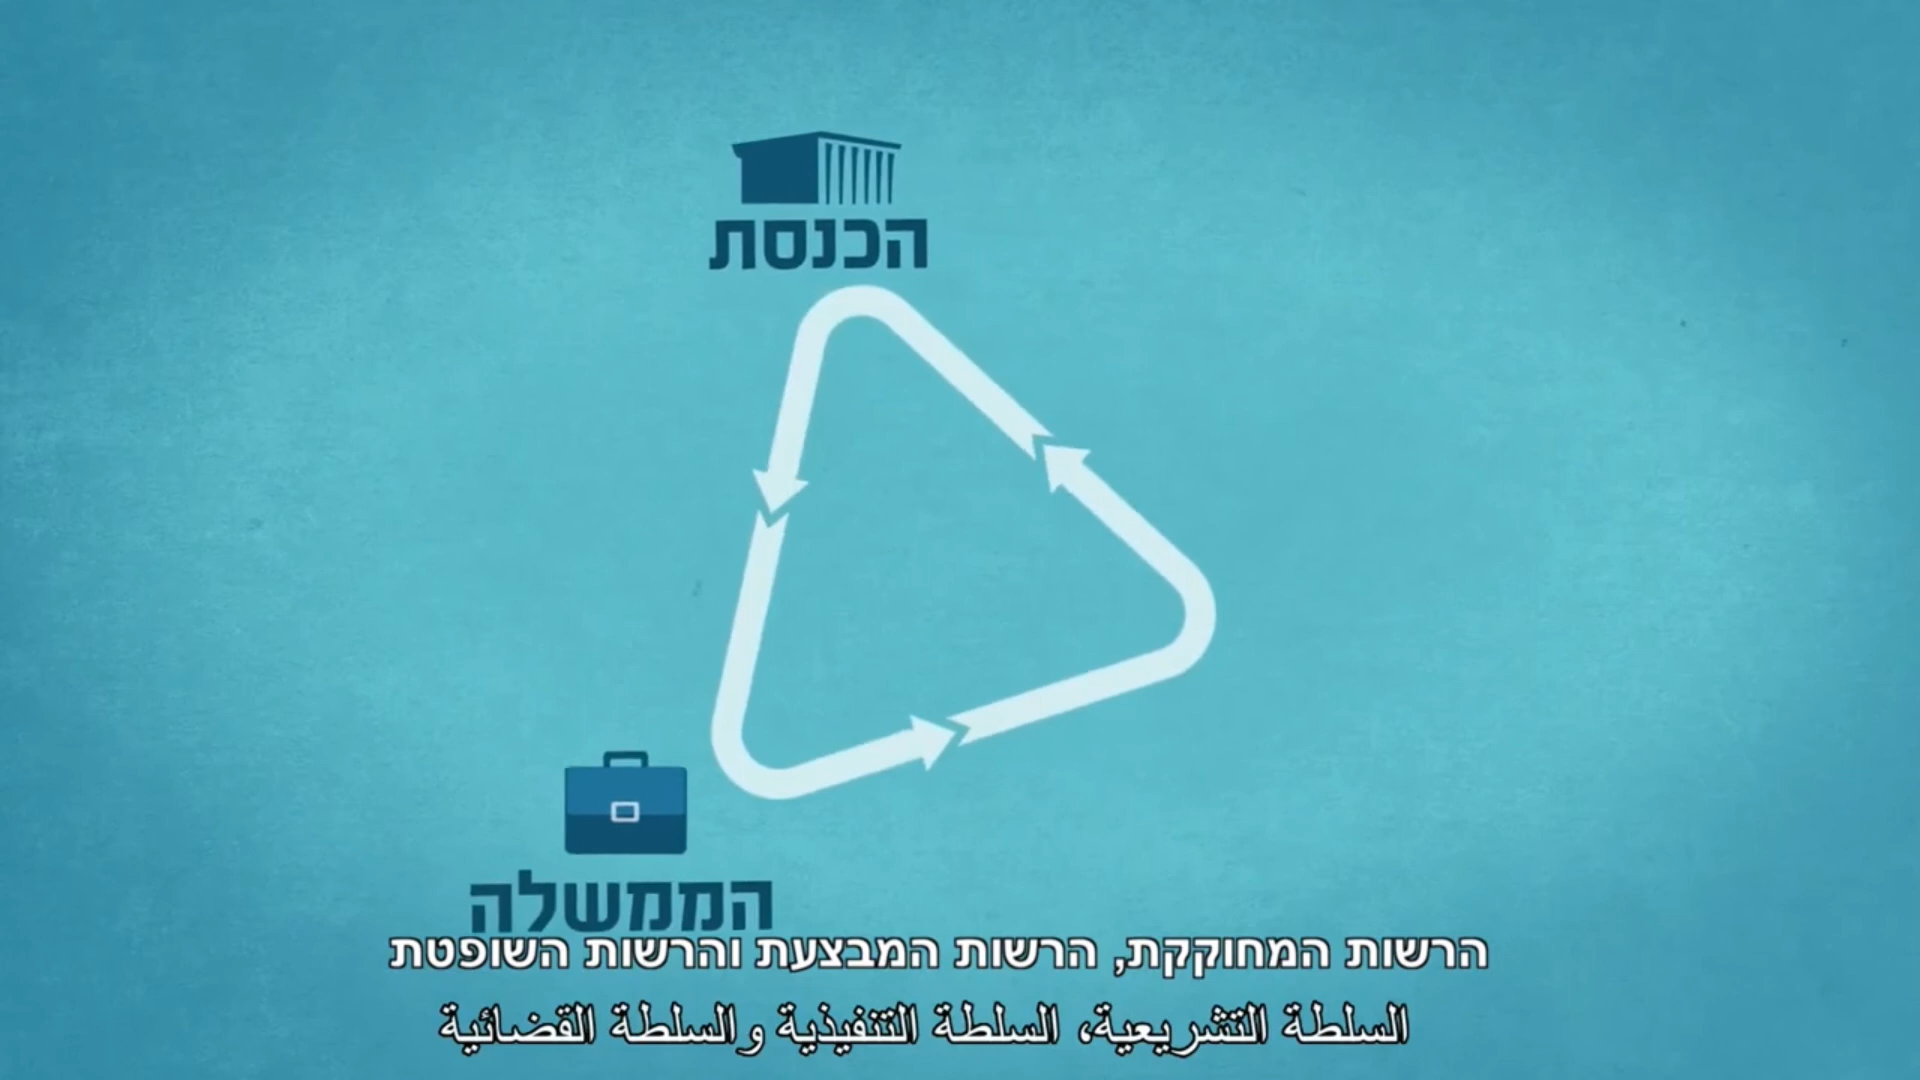 הכנסת
הממשלה
הרשות המחוקקת, הרשות המבצעת והרשות השופטת
السلطة التشريعية، السلطة التنفيذية والسلطة القضائية